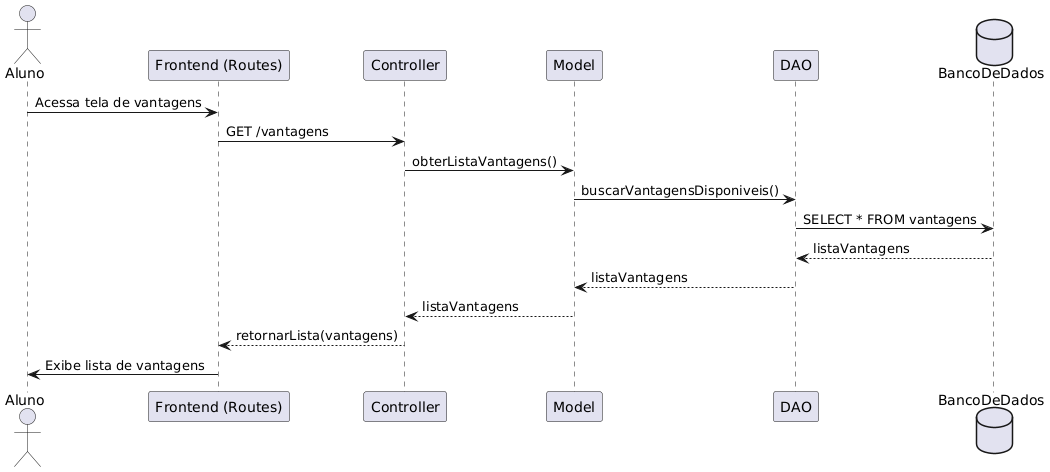 Aluno
Frontend (Routes)
Controller
Model
DAO
BancoDeDados
Acessa tela de vantagens
GET /vantagens
obterListaVantagens()
buscarVantagensDisponiveis()
SELECT * FROM vantagens
listaVantagens
listaVantagens
listaVantagens
retornarLista(vantagens)
Exibe lista de vantagens
Aluno
Frontend (Routes)
Controller
Model
DAO
BancoDeDados